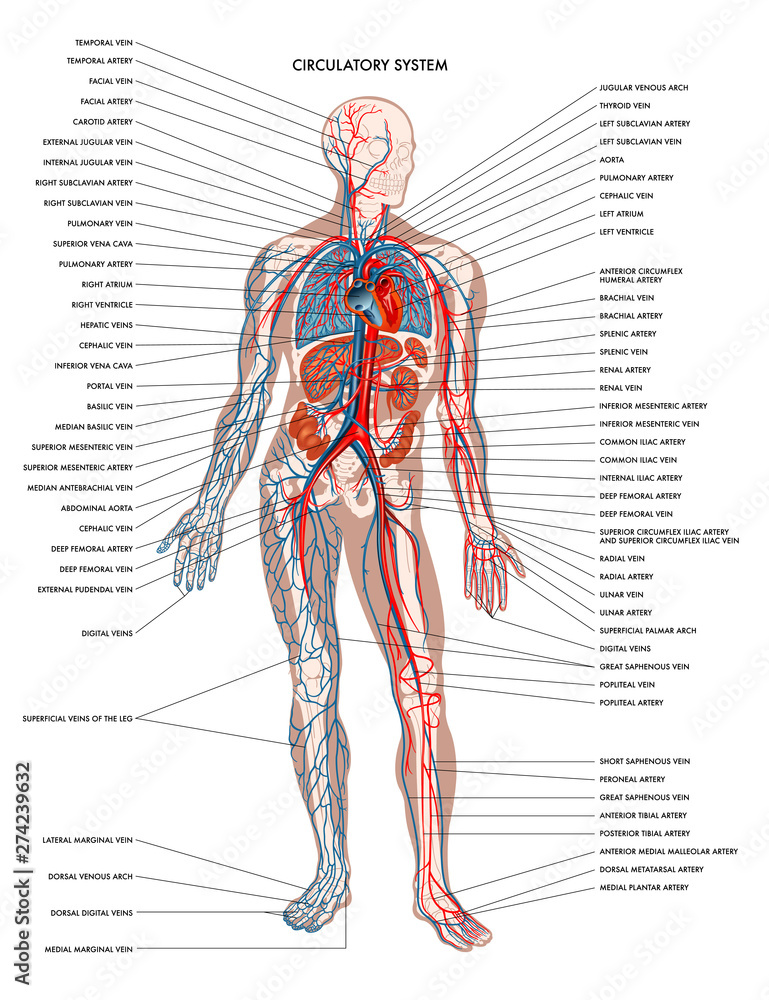 CIRCULATORY SYSTEM
TEMPORAL VEIN
TEMPORAL ARTERY
FACIAL VEIN
FACIAL ARTERY
CAROTID ARTERY
EXTERNAL JUGULAR VEIN
INTERNAL JUGULAR VEIN
RIGHT SUBCLAVIAN ARTERY
RIGHT SUBCLAVIAN VEIN
PULMONARY VEIN
SUPERIOR VENA CAVA
PULMONARY ARTERY
RIGHT ATRIUM
RIGHT VENTRICLE
HEPATIC VEINS
CEPHALIC VEIN
INFERIOR VENA CAVA
PORTAL VEIN
BASILIC VEIN
MEDIAN BASILIC VEIN
SUPERIOR MESENTERIC VEIN
SUPERIOR MESENTERIC ARTERY
MEDIAN ANTEBRACHIAL VEIN
ABDOMINAL AORTA
CEPHALIC VEIN
DEEP FEMORAL ARTERY
DEEP FEMORAL VEIN
EXTERNAL PUDENDAL VEIN
DIGITAL VEINS
SUPERFICIAL VEINS OF THE LEG
LATERAL MARGINAL VEIN
DORSAL VENOUS ARCH
DORSAL DIGITAL VEINS
MEDIAL MARGINAL VEIN
JUGULAR VENOUS ARCH
THYROID VEIN
LEFT SUBCLAVIAN ARTERY
LEFT SUBCLAVIAN VEIN
AORTA
PULMONARY ARTERY
CEPHALIC VEIN
LEFT ATRIUM
LEFT VENTRICLE
ANTERIOR CIRCUMFLEX
HUMERAL ARTERY
BRACHIAL VEIN
BRACHIAL ARTERY
SPLENIC ARTERY
SPLENIC VEIN
RENAL ARTERY
RENAL VEIN
INFERIOR MESENTERIC ARTERY
INFERIOR MESENTERIC VEIN
COMMON ILIAC ARTERY
COMMON ILIAC VEIN
INTERNAL ILIAC ARTERY
DEEP FEMORAL ARTERY
DEEP FEMORAL VEIN
SUPERIOR CIRCUMFLEX ILIAC ARTERY
AND SUPERIOR CIRCUMFLEX ILIAC VEIN
RADIAL VEIN
RADIAL ARTERY
ULNAR VEIN
ULNAR ARTERY
SUPERFICIAL PALMAR ARCH
DIGITAL VEINS
GREAT SAPHENOUS VEIN
POPLITEAL VEIN
POPLITEAL ARTERY
SHORT SAPHENOUS VEIN
PERONEAL ARTERY
GREAT SAPHENOUS VEIN
ANTERIOR TIBIAL ARTERY
POSTERIOR TIBIAL ARTERY
ANTERIOR MEDIAL MALLEOLAR ARTERY
DORSAL METATARSAL ARTERY
MEDIAL PLANTAR ARTERY
Adobe Stock | #274239632